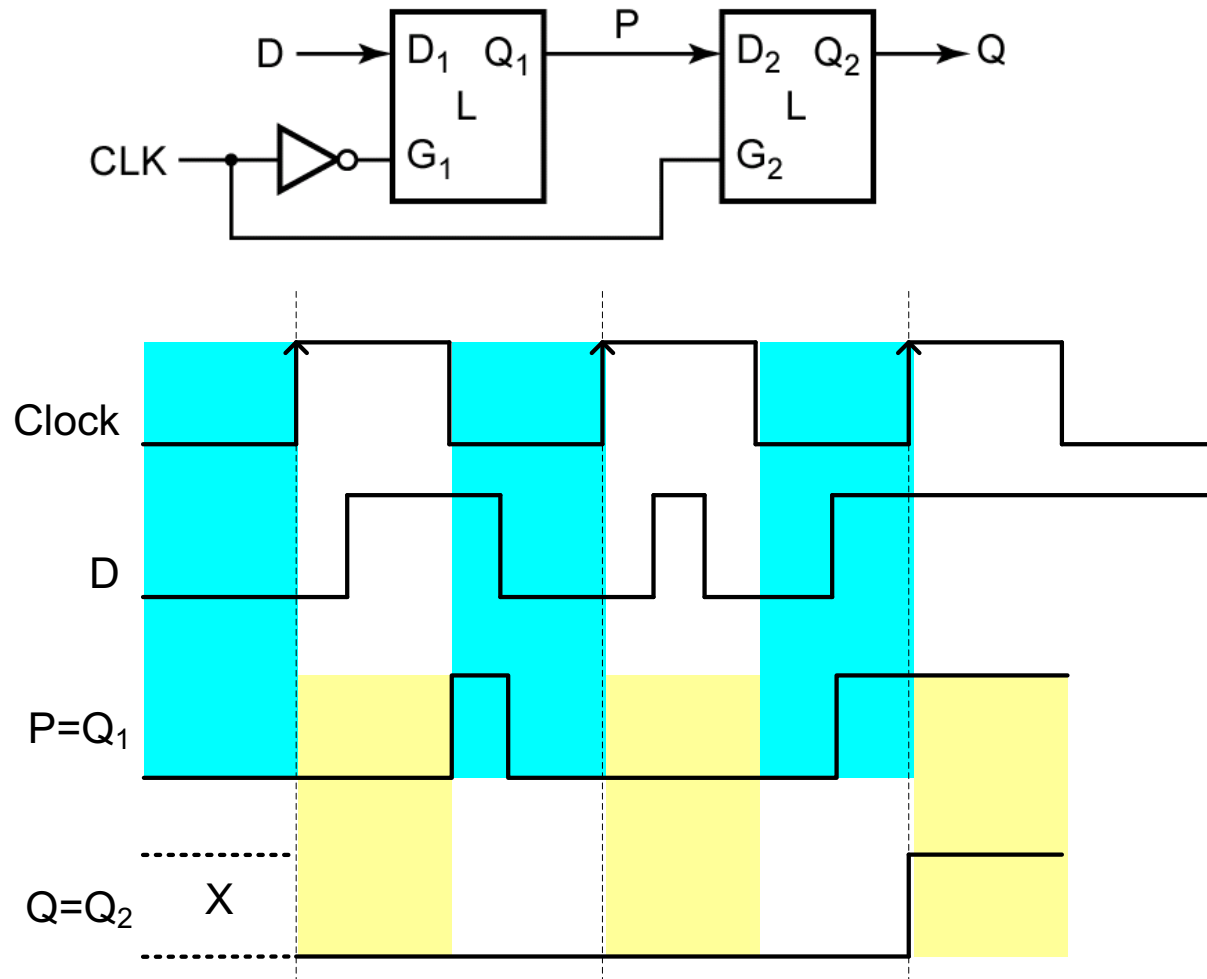 D D₁ Q₁ P D₂ Q₂ Q
L L
CLK G₁ G₂
Clock
D
P=Q₁
X
Q=Q₂